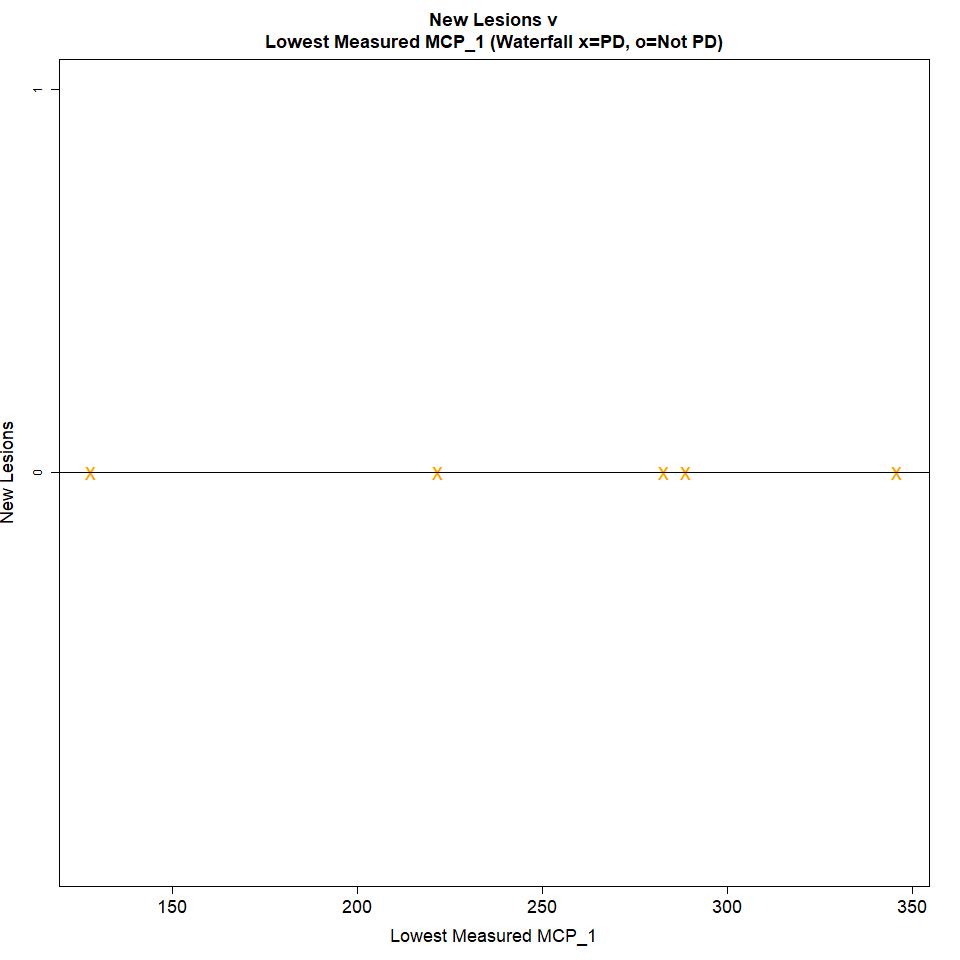 New Lesions v
Lowest Measured MCP_1 (Waterfall x=PD, o=Not PD)
1
0
New Lesions
x x x x x
150 200 250 300 350
Lowest Measured MCP_1